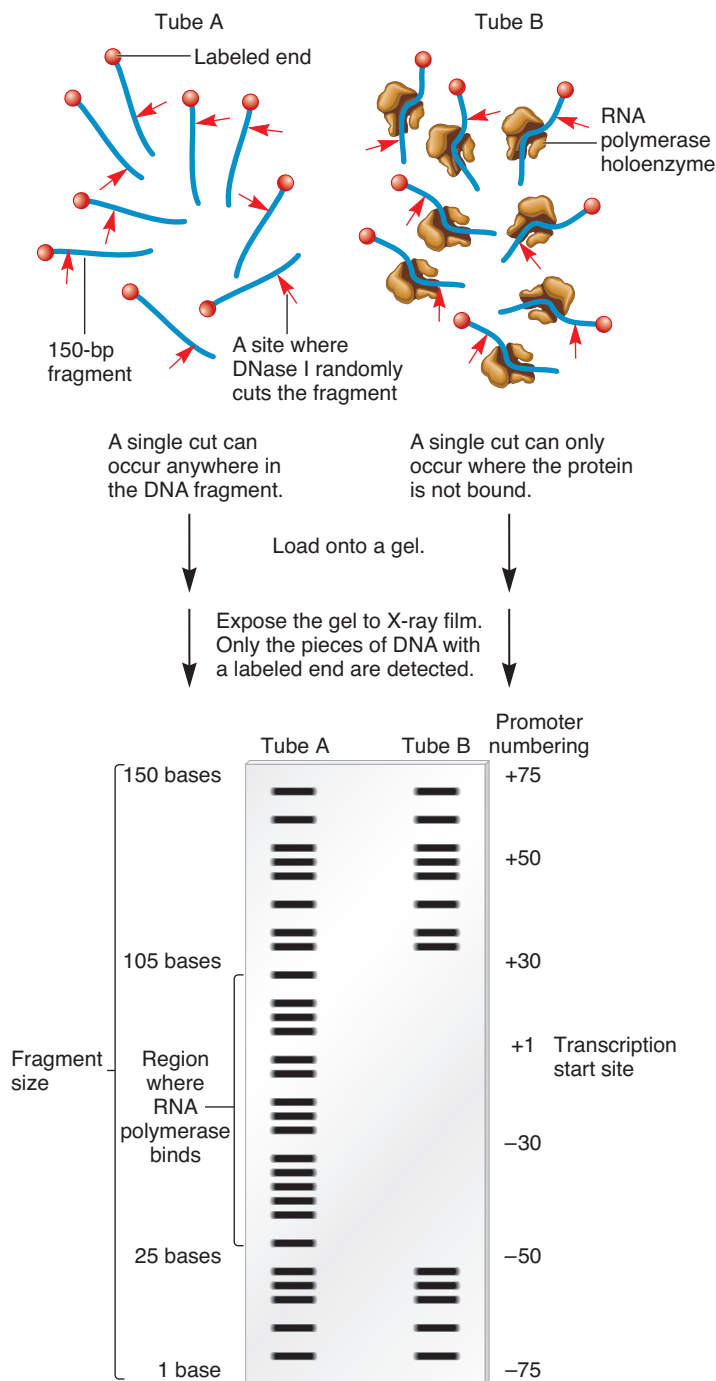 Tube A
Tube B
Labeled end
RNA
polymerase
holoenzyme
150-bp
fragment
A site where
DNase I randomly
cuts the fragment
A single cut can
occur anywhere in
the DNA fragment.
A single cut can only
occur where the protein
is not bound.
Load onto a gel.
Expose the gel to X-ray film.
Only the pieces of DNA with
a labeled end are detected.
Tube A
Tube B
Promoter
numbering
150 bases
+75
+50
105 bases
+30
+1
Transcription
start site
Fragment
size
Region
where
RNA
polymerase
binds
–30
25 bases
–50
1 base
–75